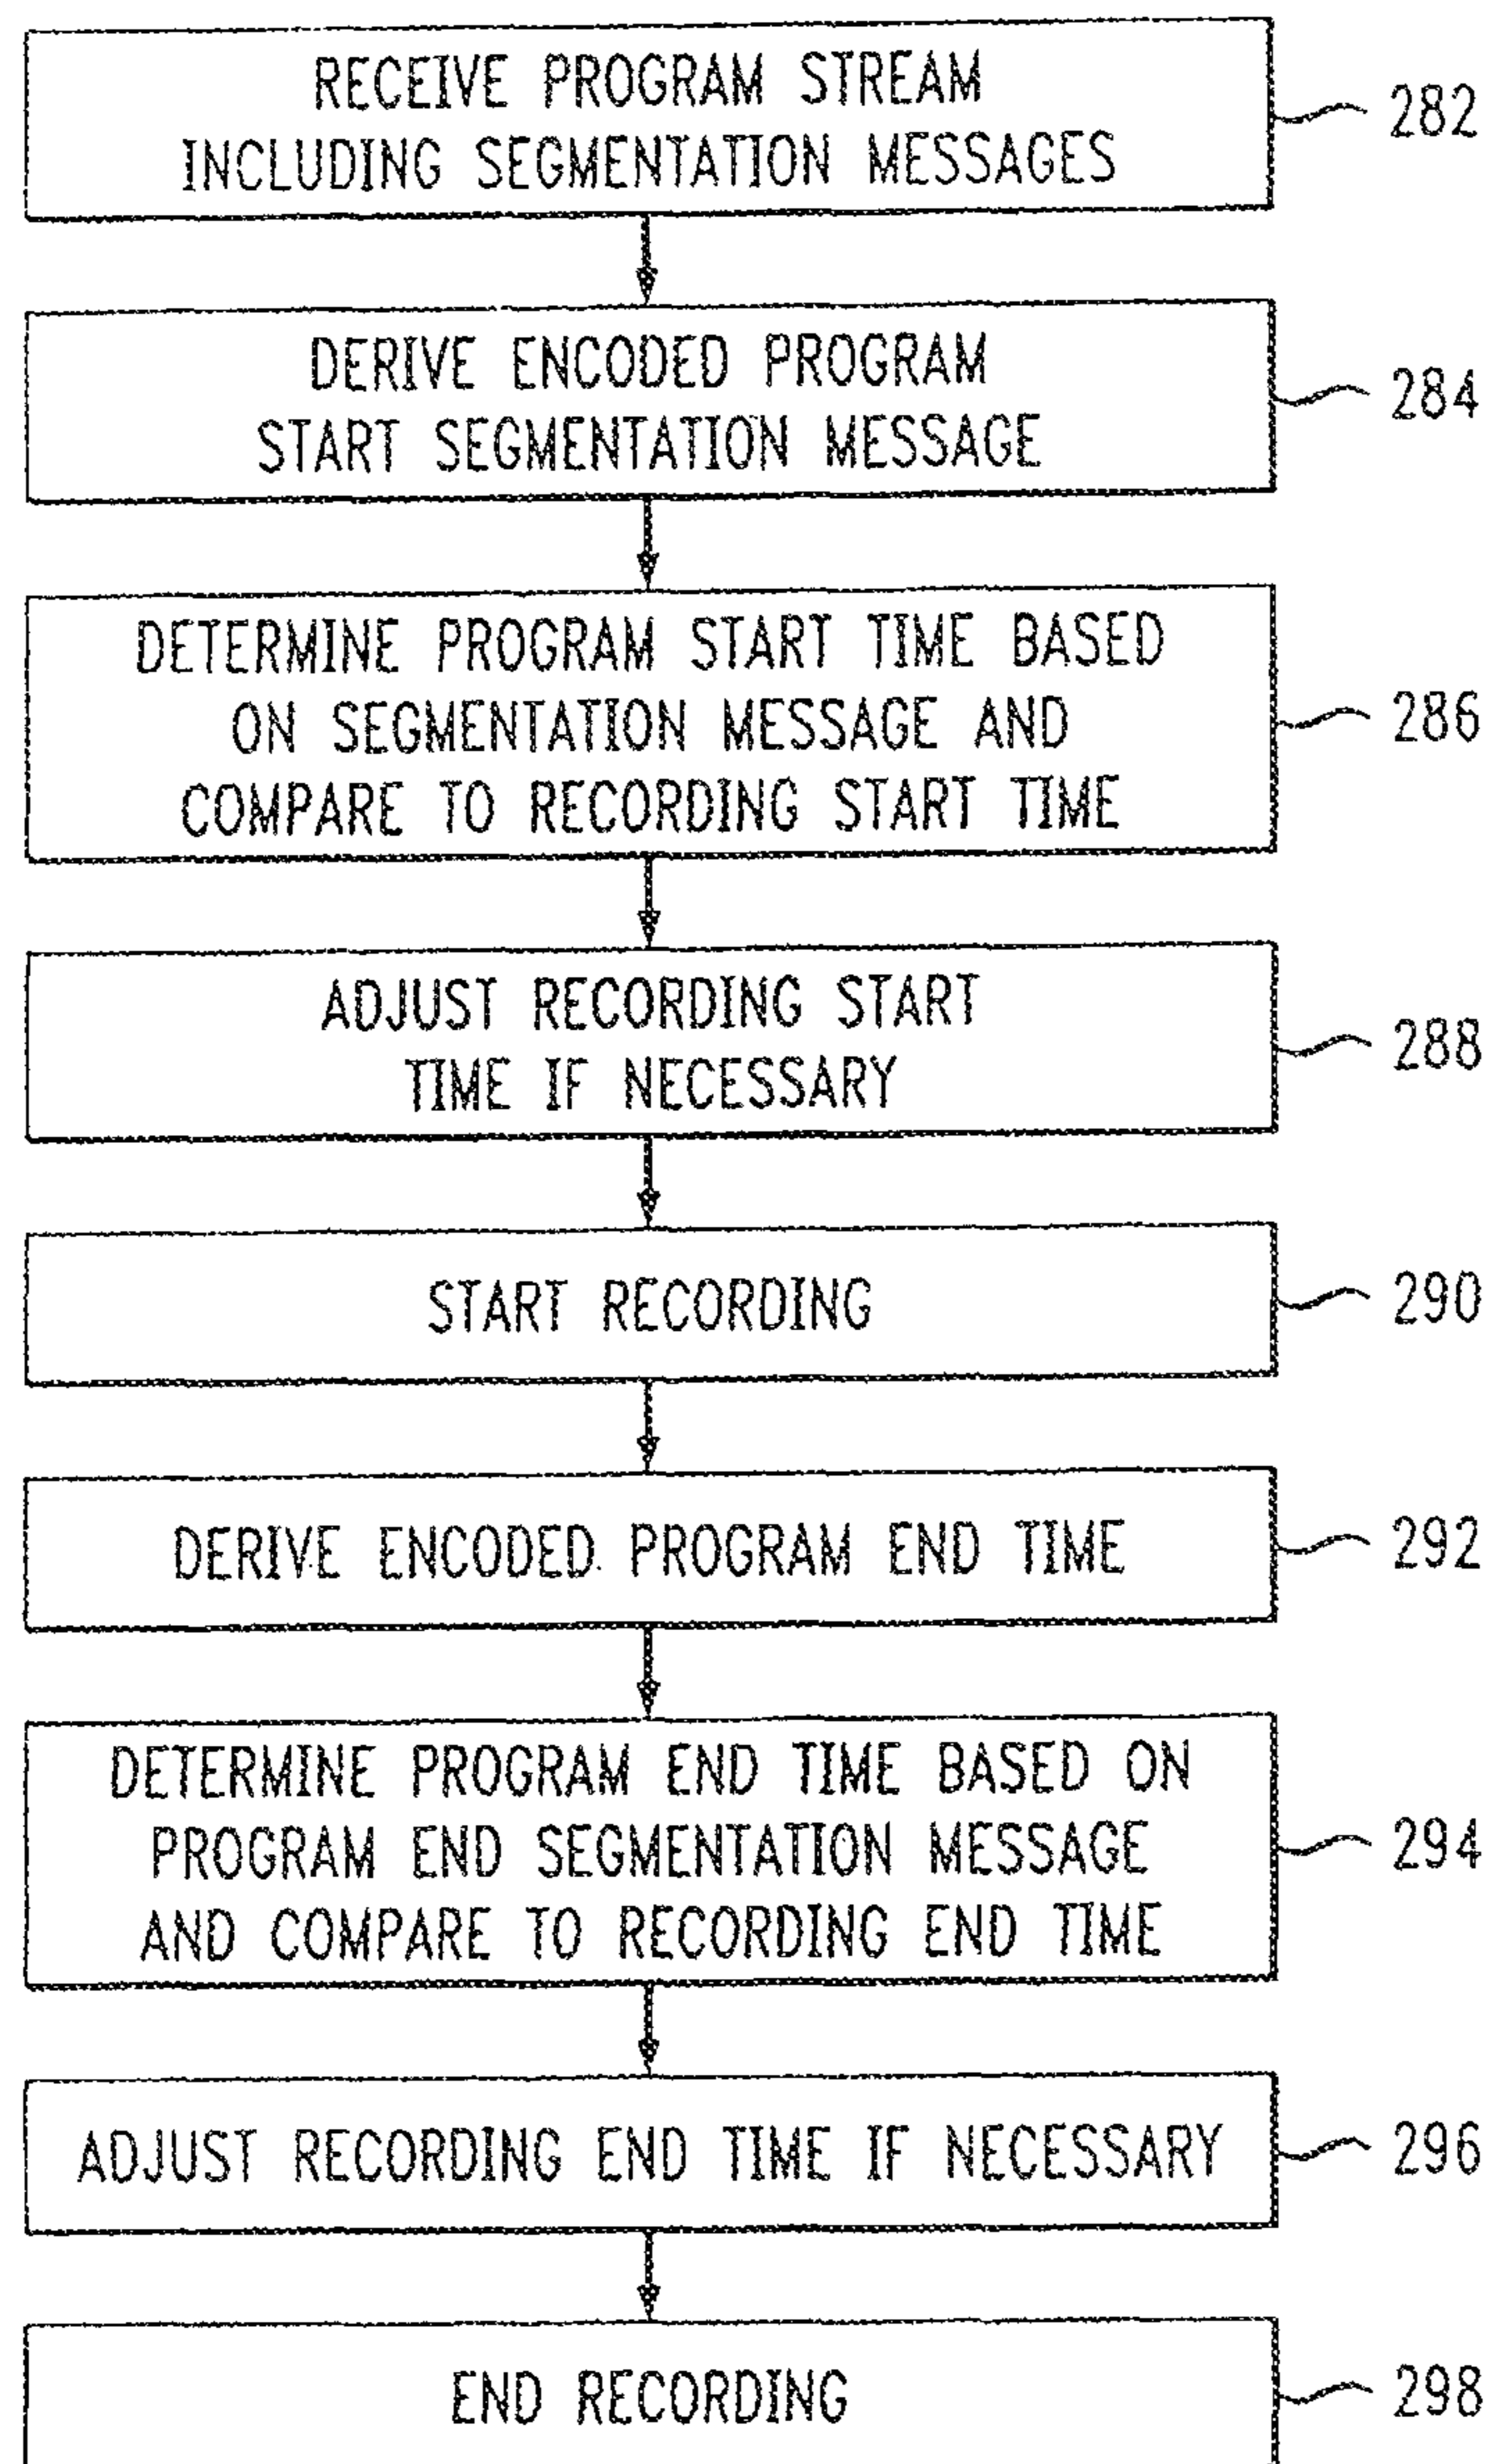 RECEIVE PROGRAM STREAM
INCLUDING SEGMENTATION MESSAGES
282
DERIVE ENCODED PROGRAM
START SEGMENTATION MESSAGE
284
DETERMINE PROGRAM START TIME BASED
ON SEGMENTATION MESSAGE AND
COMPARE TO RECORDING START TIME
286
ADJUST RECORDING START
TIME IF NECESSARY
288
START RECORDING
290
DERIVE ENCODED PROGRAM END TIME
292
DETERMINE PROGRAM END TIME BASED ON
PROGRAM END SEGMENTATION MESSAGE
AND COMPARE TO RECORDING END TIME
294
ADJUST RECORDING END TIME IF NECESSARY
296
END RECORDING
298